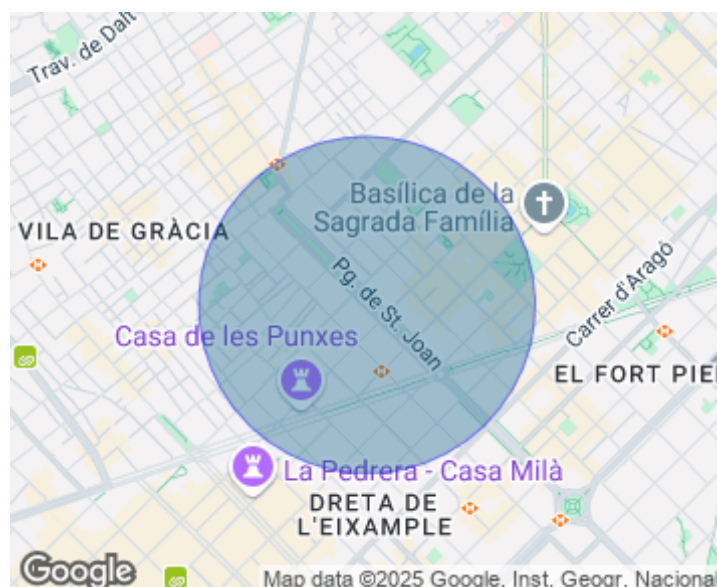 Trav. de Dalt
Basílica de la
Sagrada Família
VILA DE GRÀCIA
Pg. de St. Joan
Carrer d'Aragó
Casa de les Punxes
EL FORT PIE
La Pedrera - Casa Milà
DRETA DE
L'EIXAMPLE
Google
Map data ©2025 Google, Inst. Geogr. Nacional